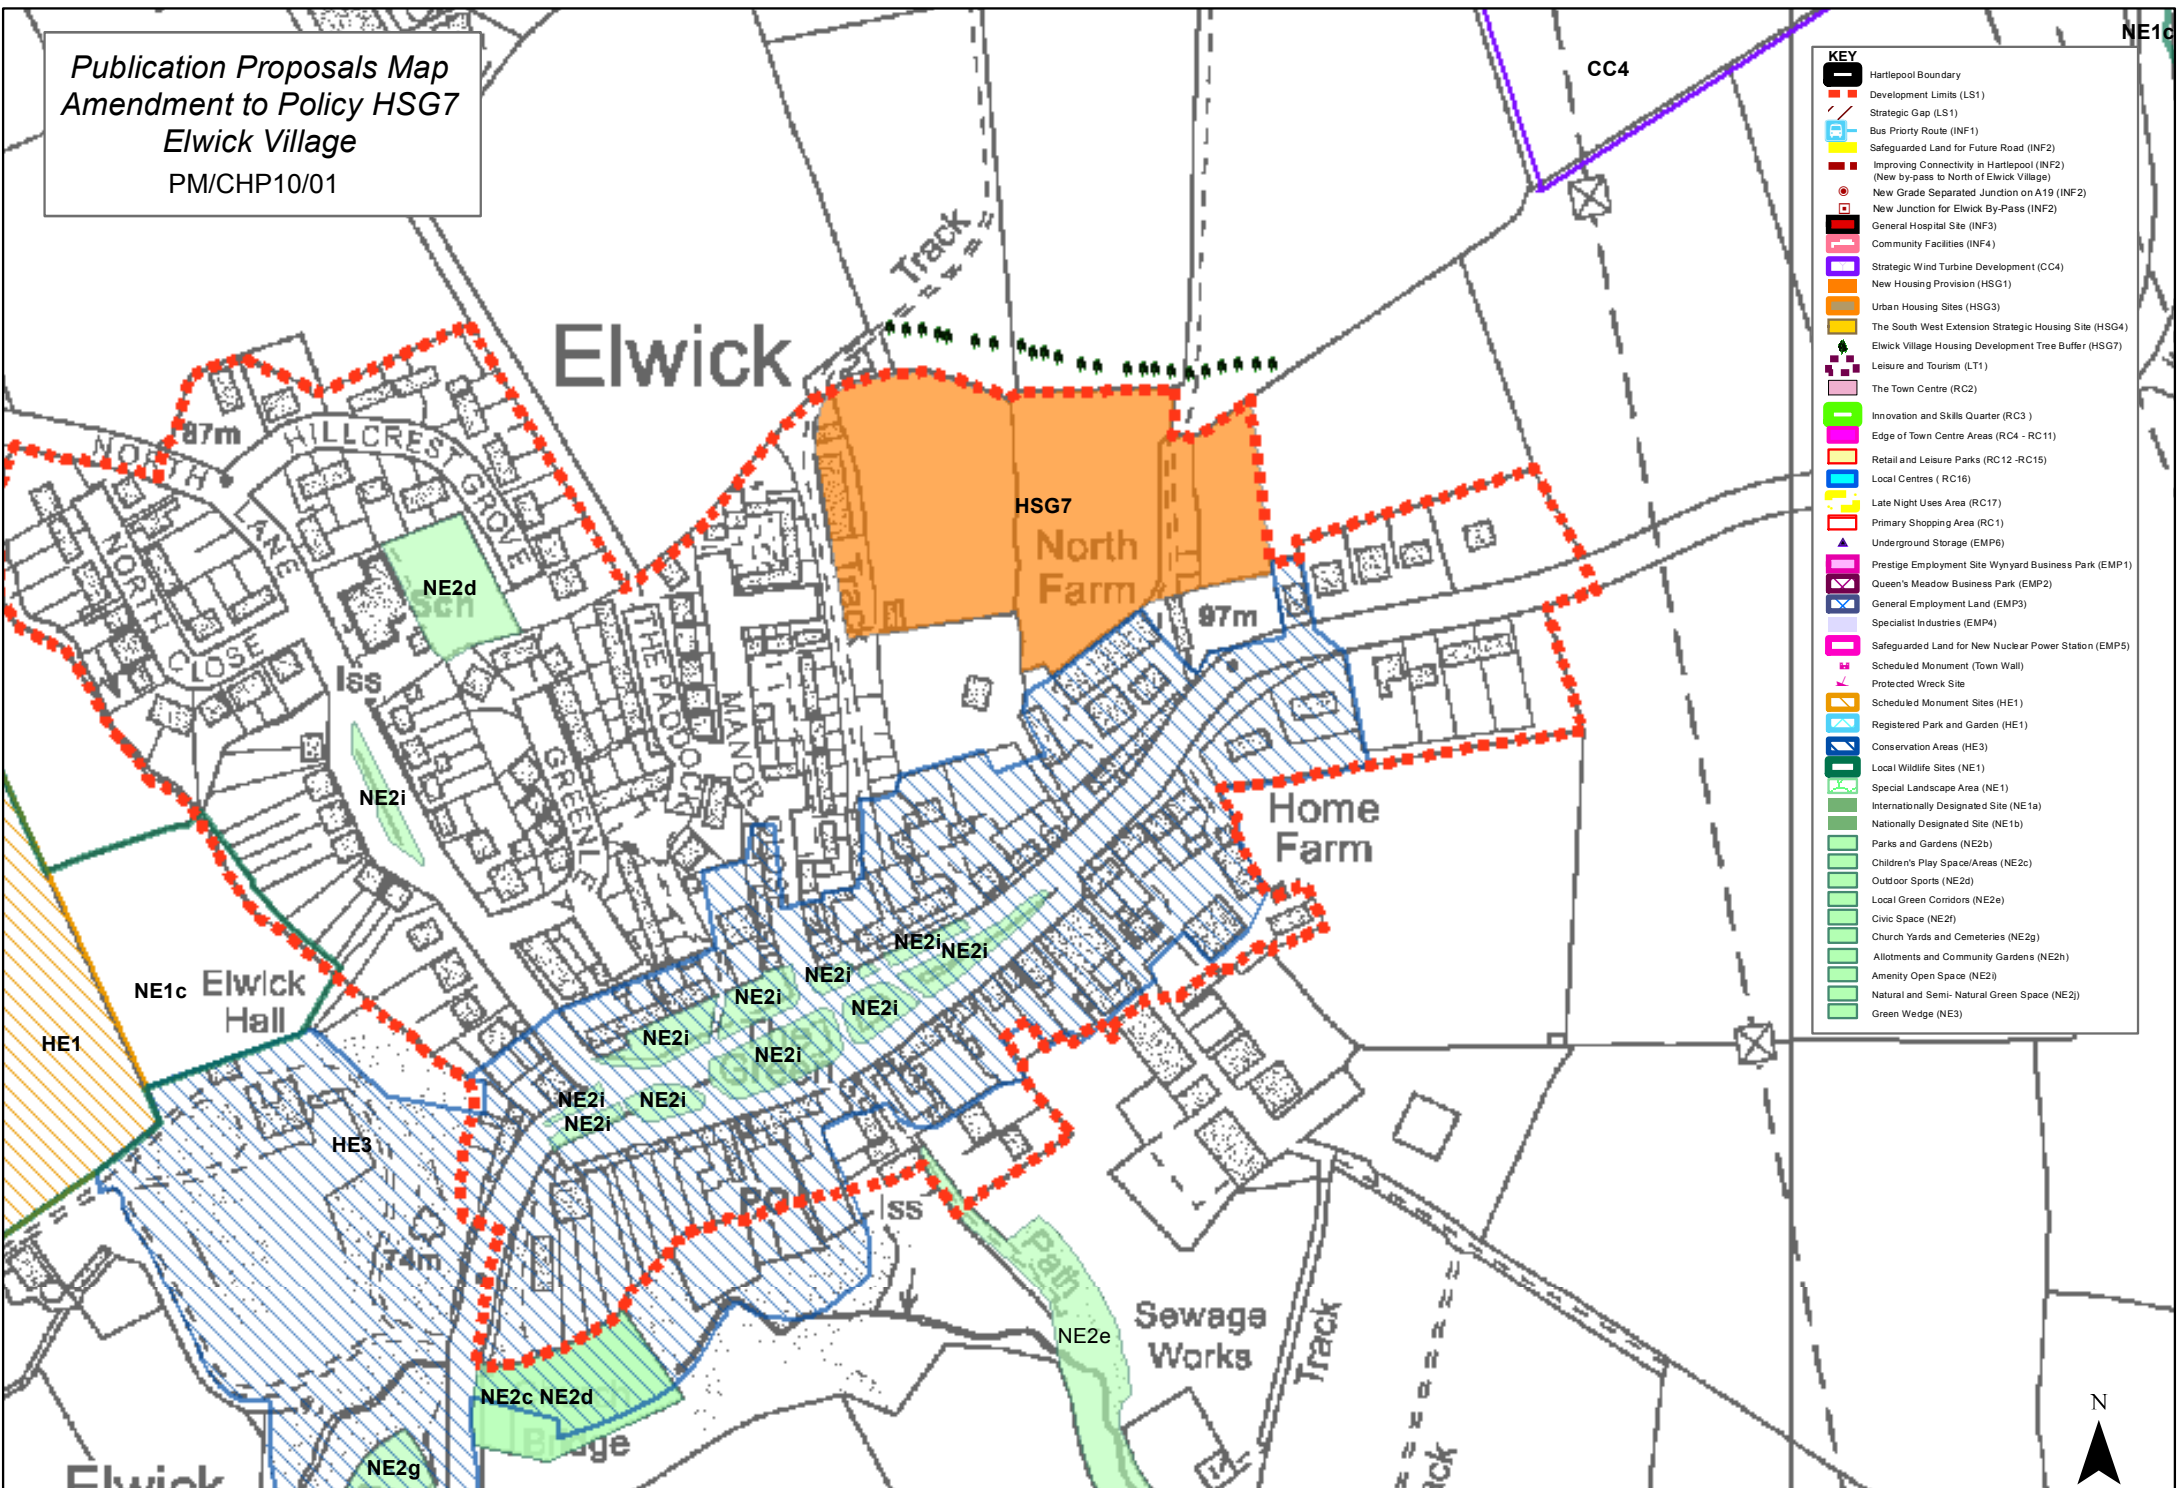 Publication Proposals Map
Amendment to Policy HSG7
Elwick Village
PM/CHP10/01
NE1c
CC4
KEY
Hartlepool Boundary
Development Limits (LS1)
Strategic Gap (LS1)
Bus Priorty Route (INF1)
Safeguarded Land for Future Road (INF2)
Improving Connectivity in Hartlepool (INF2)
(New by-pass to North of Elwick Village)
New Grade Separated Junction on A19 (INF2)
New Junction for Elwick By-Pass (INF2)
General Hospital Site (INF3)
Community Facilities (INF4)
Strategic Wind Turbine Development (CC4)
New Housing Provision (HSG1)
Urban Housing Sites (HSG3)
The South West Extension Strategic Housing Site (HSG4)
Elwick Village Housing Development Tree Buffer (HSG7)
Leisure and Tourism (LT1)
The Town Centre (RC2)
Innovation and Skills Quarter (RC3 )
Edge of Town Centre Areas (RC4 - RC11)
Retail and Leisure Parks (RC12 -RC15)
Local Centres ( RC16)
Late Night Uses Area (RC17)
Primary Shopping Area (RC1)
Underground Storage (EMP6)
Prestige Employment Site Wynyard Business Park (EMP1)
Queen's Meadow Business Park (EMP2)
General Employment Land (EMP3)
Specialist Industries (EMP4)
Safeguarded Land for New Nuclear Power Station (EMP5)
Scheduled Monument (Town Wall)
Protected Wreck Site
Scheduled Monument Sites (HE1)
Registered Park and Garden (HE1)
Conservation Areas (HE3)
Local Wildlife Sites (NE1)
Special Landscape Area (NE1)
Internationally Designated Site (NE1a)
Nationally Designated Site (NE1b)
Parks and Gardens (NE2b)
Children's Play Space/Areas (NE2c)
Outdoor Sports (NE2d)
Local Green Corridors (NE2e)
Civic Space (NE2f)
Church Yards and Cemeteries (NE2g)
Allotments and Community Gardens (NE2h)
Amenity Open Space (NE2i)
Natural and Semi- Natural Green Space (NE2j)
Green Wedge (NE3)
Track
Elwick
87m
NORTH
LANE
HILLCREST GROVE
NORTH
CLOSE
NE2d
Sch
HSG7
North
Farm
Track
97m
Iss
THE PADDOCK
MANOR
GREENLEA
NE2i
Home
Farm
NE2i
NE2i
NE2i
NE2i
NE2i
NE2i
NE2i
Green
NE1c
Elwick
Hall
HE1
NE2i
NE2i
NE2i
HE3
PO
Iss
74m
Path
Sewage
Works
Track
NE2e
NE2c NE2d
Bridge
NE2g
Elwick
N